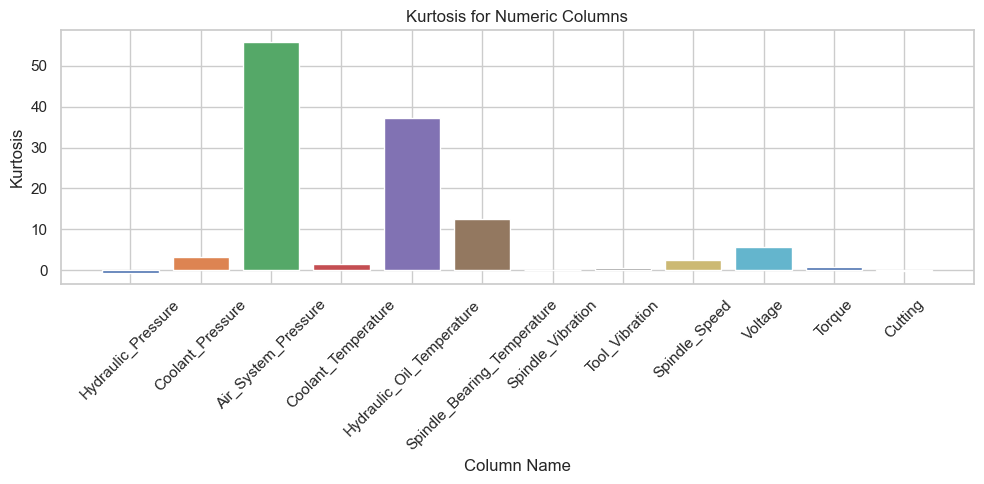 Kurtosis for Numeric Columns
Kurtosis
50
40
30
20
10
0
Hydraulic_Pressure
Coolant_Pressure
Air_System_Pressure
Coolant_Temperature
Hydraulic_Oil_Temperature
Spindle_Bearing_Temperature
Spindle_Vibration
Tool_Vibration
Spindle_Speed
Voltage
Torque
Cutting
Column Name